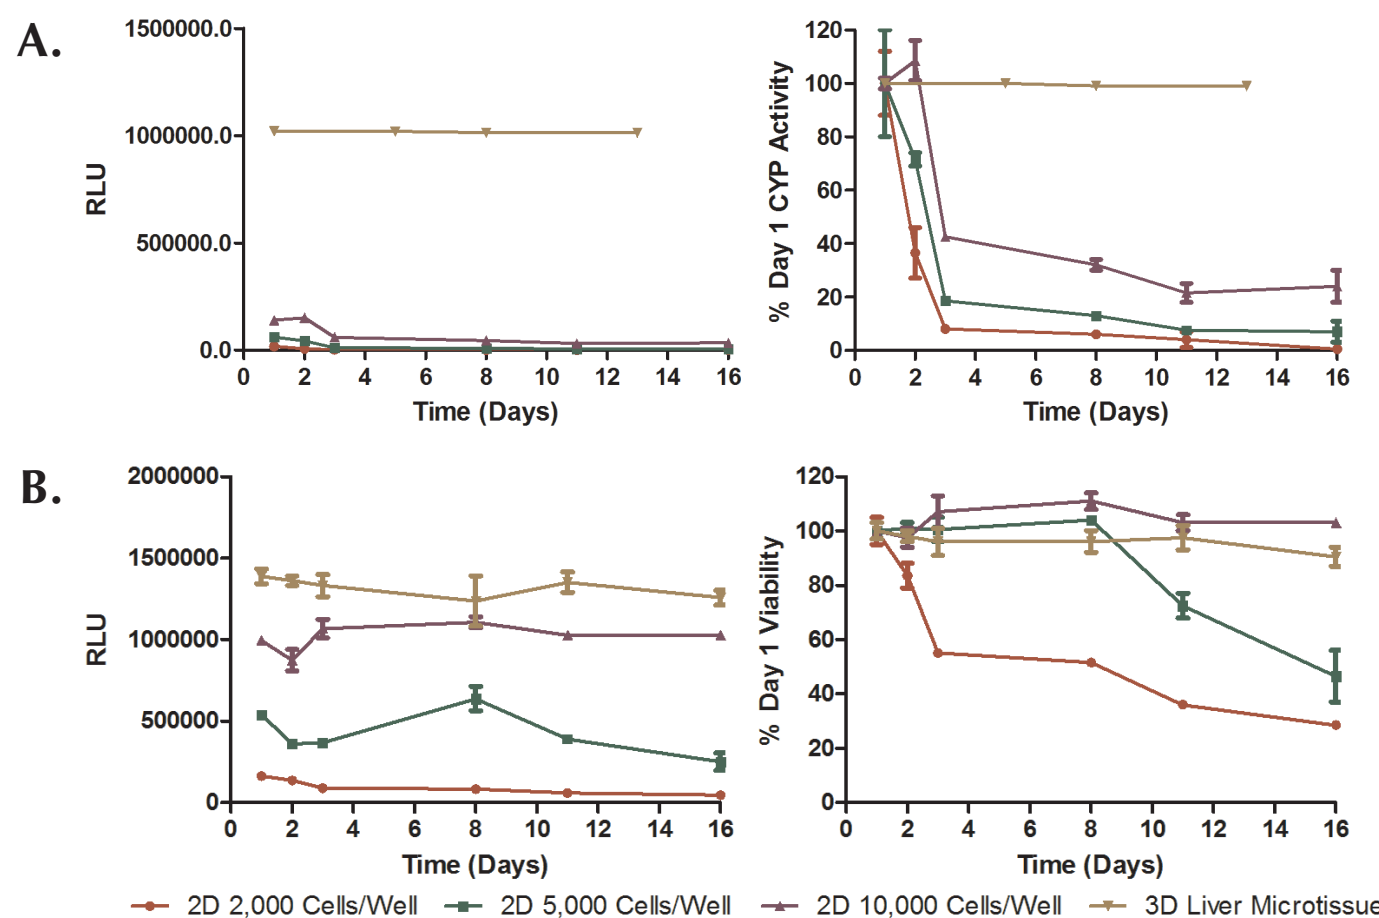 A.
1500000.0
1000000.0
500000.0
0.0
RLU
0 2 4 6 8 10 12 14 16
Time (Days)
120
100
80
60
40
20
0
% Day 1 CYP Activity
0 2 4 6 8 10 12 14 16
Time (Days)
B.
2000000
1500000
1000000
500000
0
RLU
0 2 4 6 8 10 12 14 16
Time (Days)
120
100
80
60
40
20
0
% Day 1 Viability
0 2 4 6 8 10 12 14 16
Time (Days)
2D 2,000 Cells/Well 2D 5,000 Cells/Well 2D 10,000 Cells/Well 3D Liver Microtissue